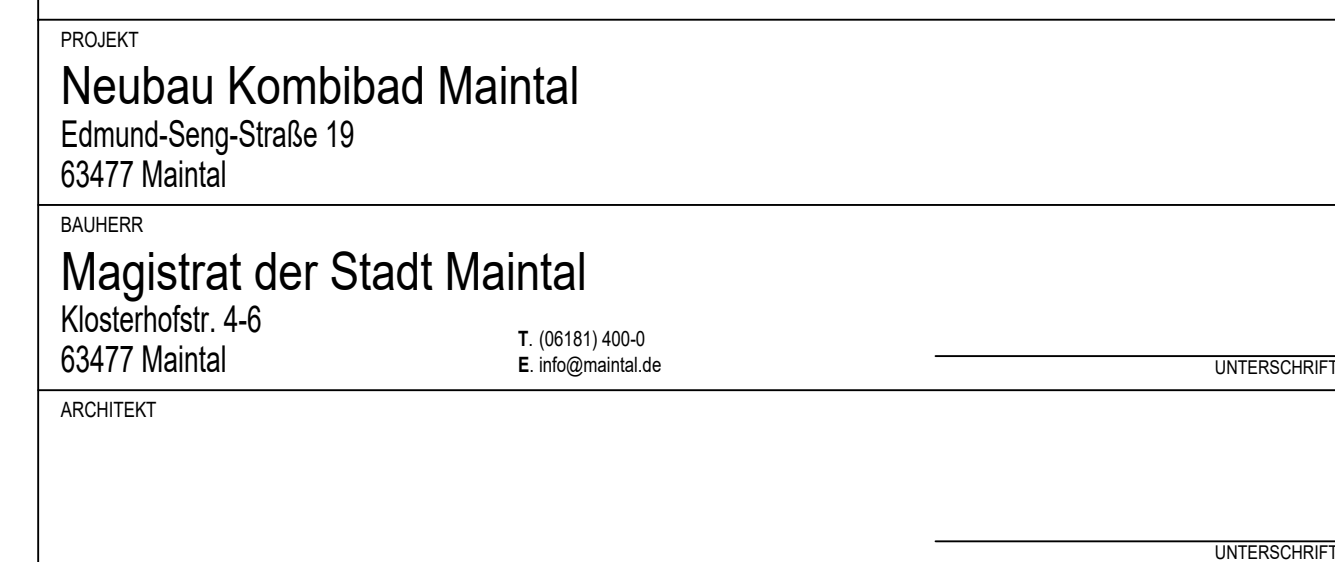 PROJEKT
Neubau Kombibad Maintal
Edmund-Seng-Straße 19
63477 Maintal
BAUHERR
Magistrat der Stadt Maintal
Klosterhofstr. 4-6
63477 Maintal
T. (06181) 400-0
E. info@maintal.de
UNTERSCHRIFT
ARCHITEKT
UNTERSCHRIFT